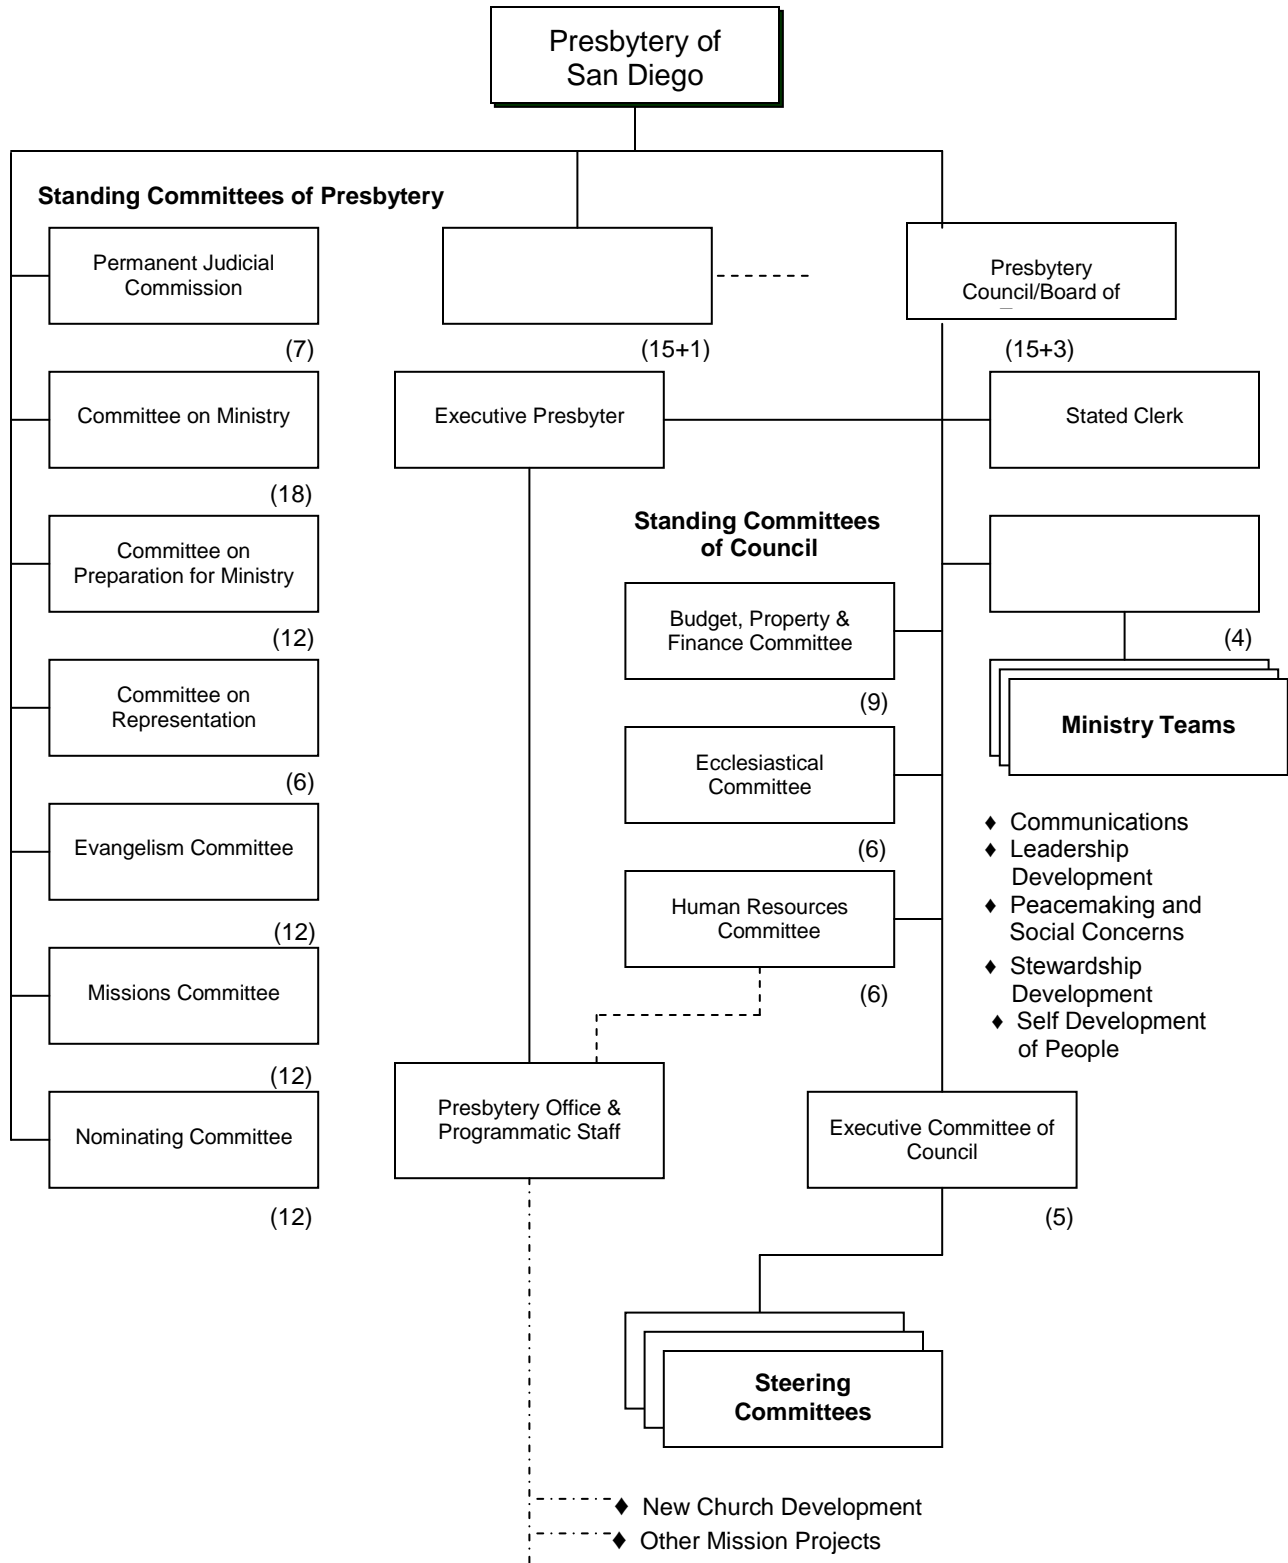 Presbytery of
San Diego
Standing Committees of Presbytery
Permanent Judicial
Commission
(7)
Committee on Ministry
(18)
Committee on
Preparation for Ministry
(12)
Committee on
Representation
(6)
Evangelism Committee
(12)
Missions Committee
(12)
Nominating Committee
(12)
(15+1)
Presbytery
Council/Board of
(15+3)
Executive Presbyter
Stated Clerk
Standing Committees
of Council
Budget, Property &
Finance Committee
(9)
Ecclesiastical
Committee
(6)
Human Resources
Committee
(6)
(4)
Ministry Teams
♦ Communications
♦ Leadership
Development
♦ Peacemaking and
Social Concerns
♦ Stewardship
Development
♦ Self Development
of People
Presbytery Office &
Programmatic Staff
Executive Committee of
Council
(5)
Steering
Committees
♦ New Church Development
♦ Other Mission Projects